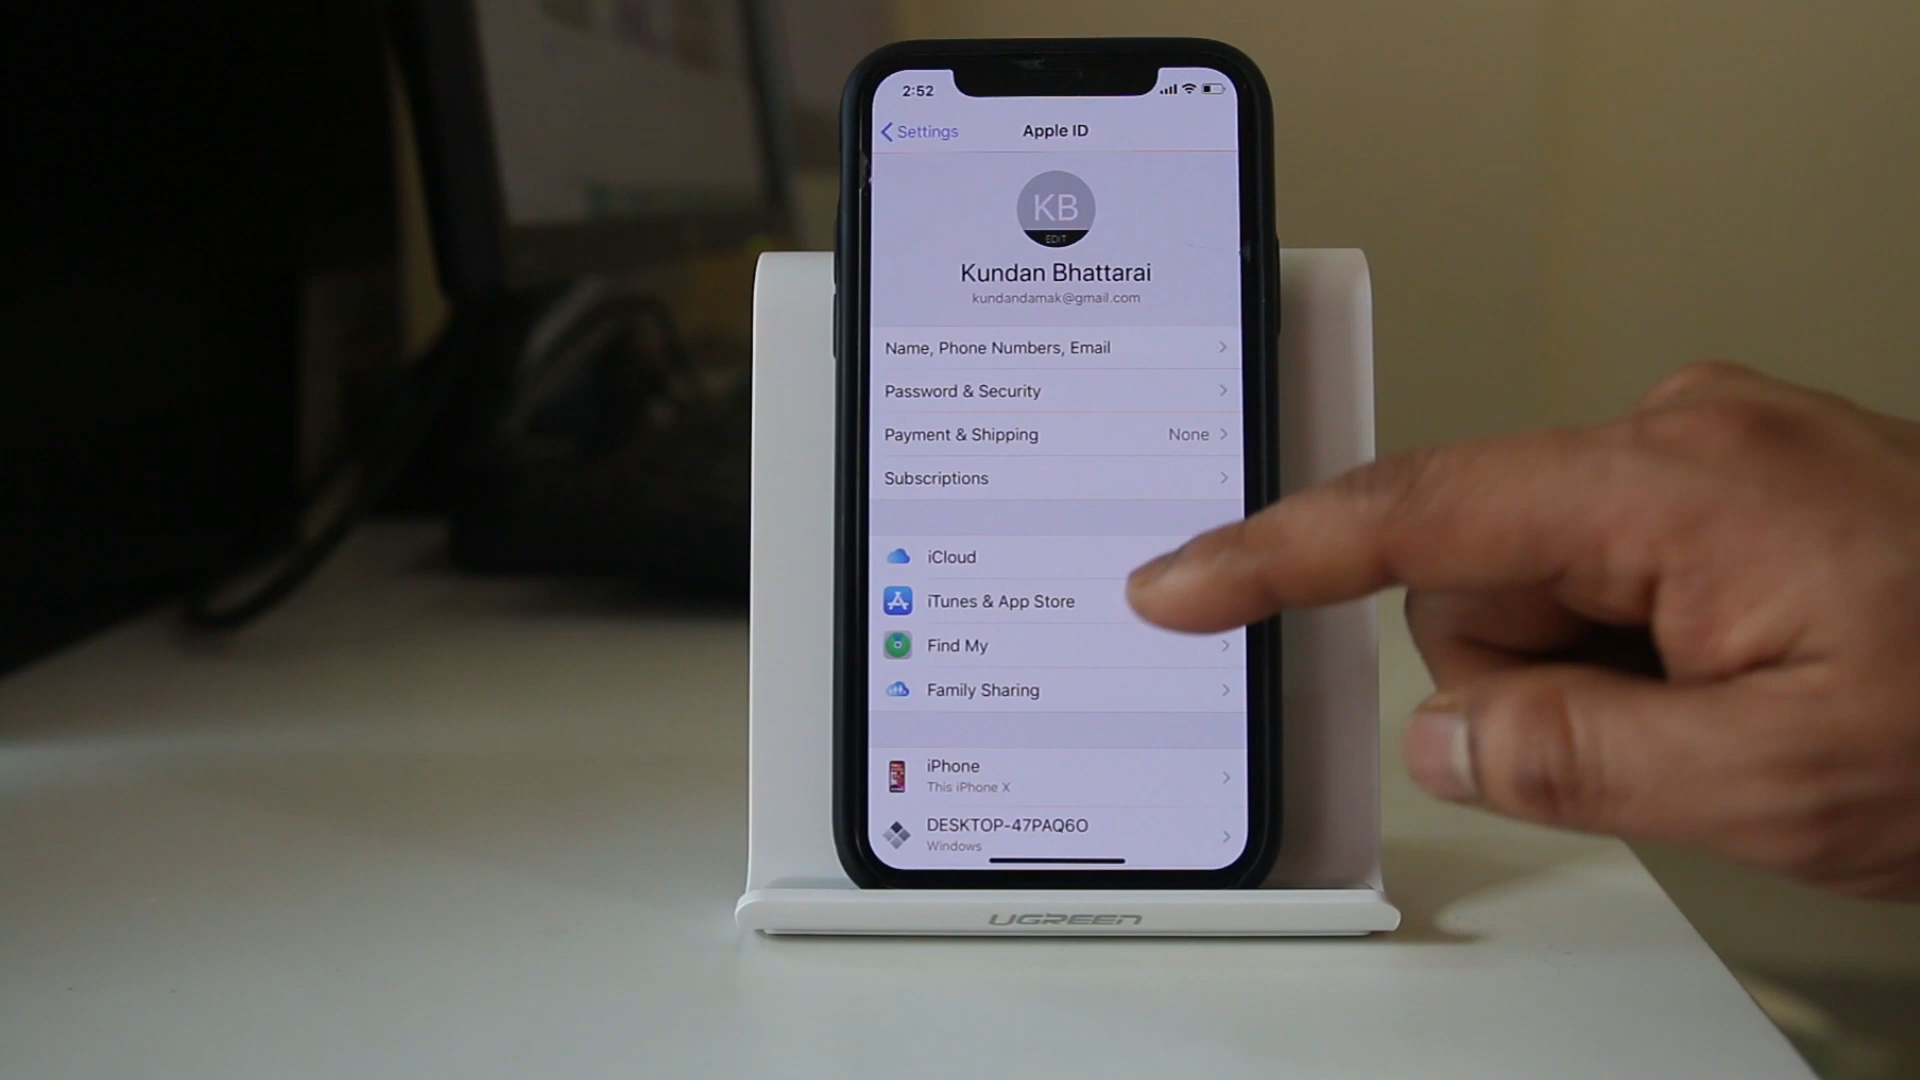 2:52
Settings
Apple ID
KB
EDIT
Kundan Bhattarai
kundandamak@gmail.com
Name, Phone Numbers, Email
Password & Security
Payment & Shipping None
Subscriptions
iCloud
iTunes & App Store
Find My
Family Sharing
iPhone
This iPhone X
DESKTOP-47PAQ6O
Windows
UGREEN